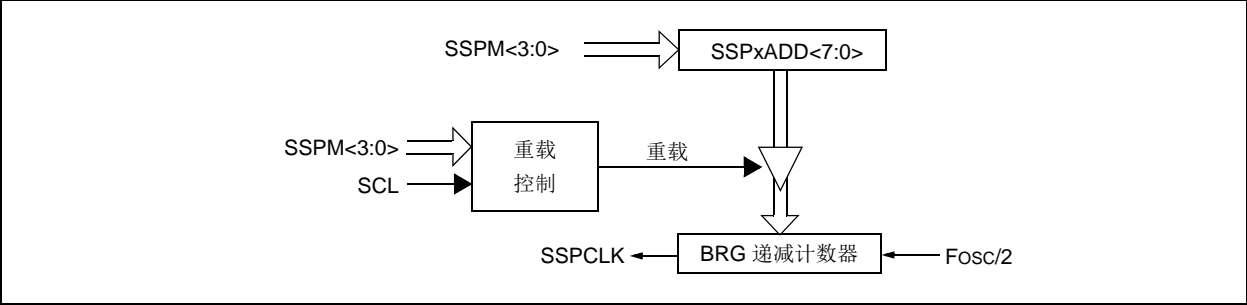 SSPM<3:0>
SSPxADD<7:0>
SSPM<3:0>
SCL
重载
控制
重载
SSPCLK
BRG 递减计数器
FOSC/2